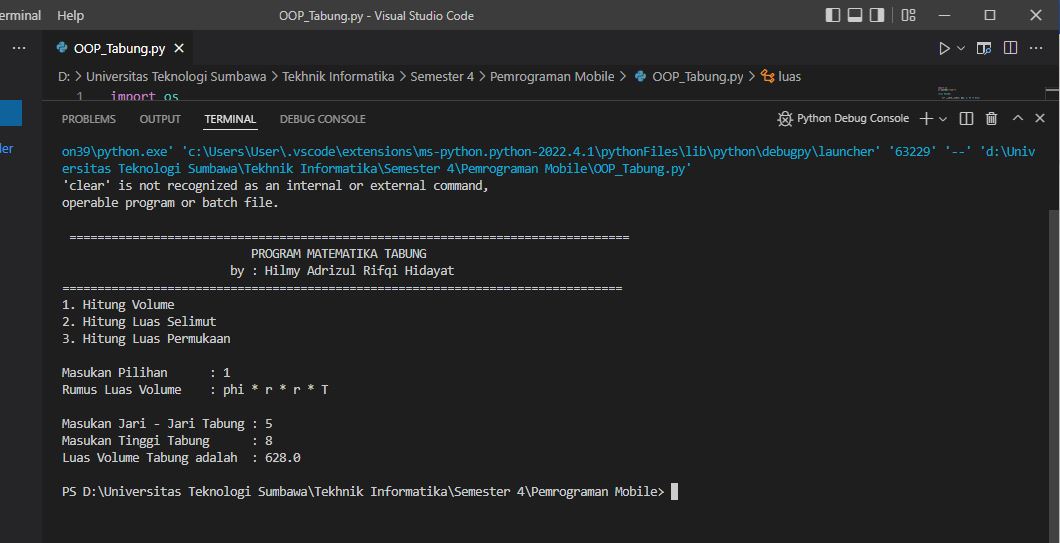 erminal Help OOP_Tabung.py - Visual Studio Code
OOP_Tabung.py
D: > Universitas Teknologi Sumbawa > Tekhnik Informatika > Semester 4 > Pemrograman Mobile > OOP_Tabung.py > luas
1 import os
PROBLEMS OUTPUT TERMINAL DEBUG CONSOLE Python Debug Console
ler
on39\python.exe' 'c:\Users\User\.vscode\extensions\ms-python.python-2022.4.1\pythonFiles\lib\python\debugpy\launcher' '63229' '--' 'd:\Univ
ersitas Teknologi Sumbawa\Tekhnik Informatika\Semester 4\Pemrograman Mobile\OOP_Tabung.py'
'clear' is not recognized as an internal or external command,
operable program or batch file.
================================================================================
PROGRAM MATEMATIKA TABUNG
by : Hilmy Adrizul Rifqi Hidayat
================================================================================
1. Hitung Volume
2. Hitung Luas Selimut
3. Hitung Luas Permukaan
Masukan Pilihan : 1
Rumus Luas Volume : phi * r * r * T
Masukan Jari - Jari Tabung : 5
Masukan Tinggi Tabung : 8
Luas Volume Tabung adalah : 628.0
PS D:\Universitas Teknologi Sumbawa\Tekhnik Informatika\Semester 4\Pemrograman Mobile>